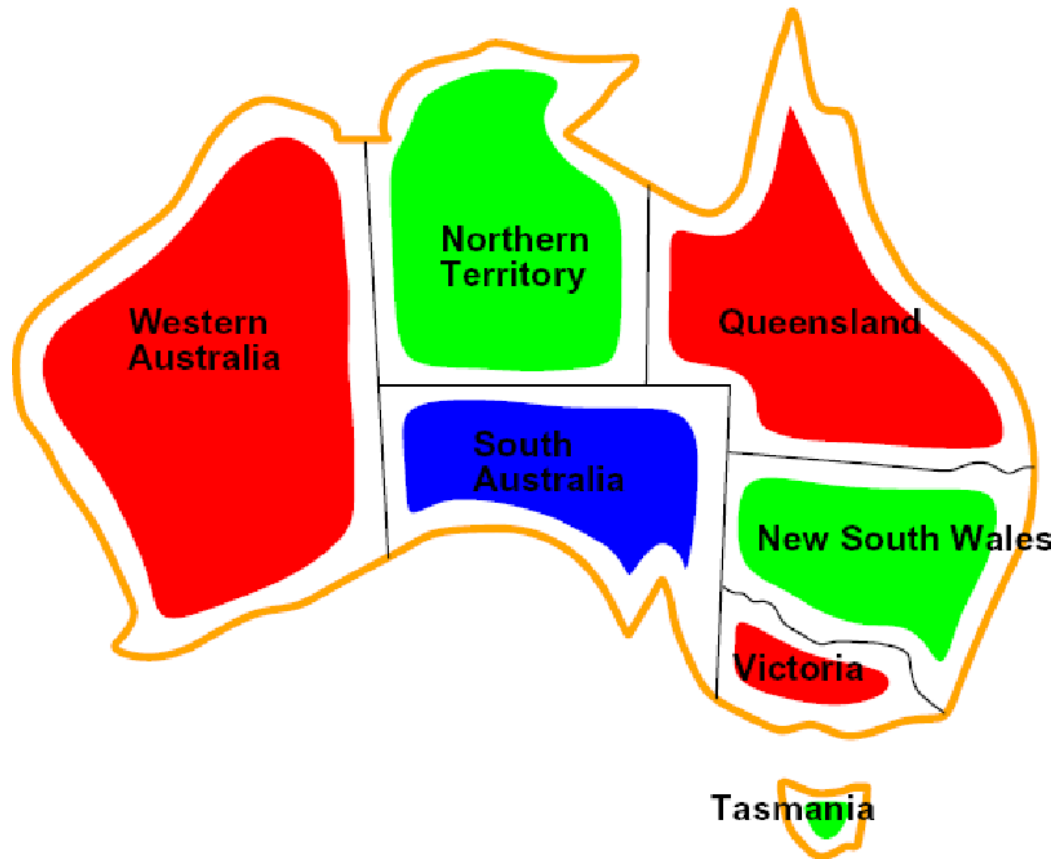 Northern
Territory
Western
Australia
Queensland
South
Australia
New South Wales
Victoria
Tasmania